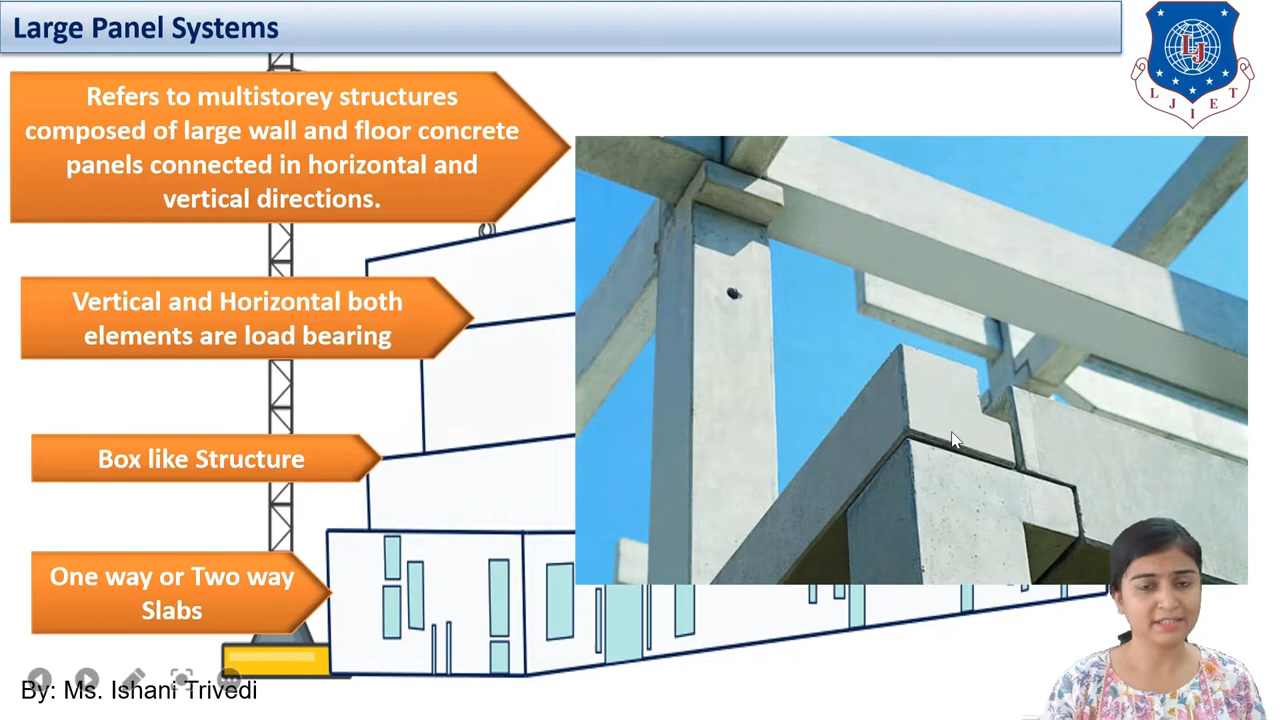 Large Panel Systems
Refers to multistorey structures
composed of large wall and floor concrete
panels connected in horizontal and
vertical directions.
Vertical and Horizontal both
elements are load bearing
Box like Structure
One way or Two way
Slabs
By: Ms. Ishani Trivedi
LJ
L J I E T